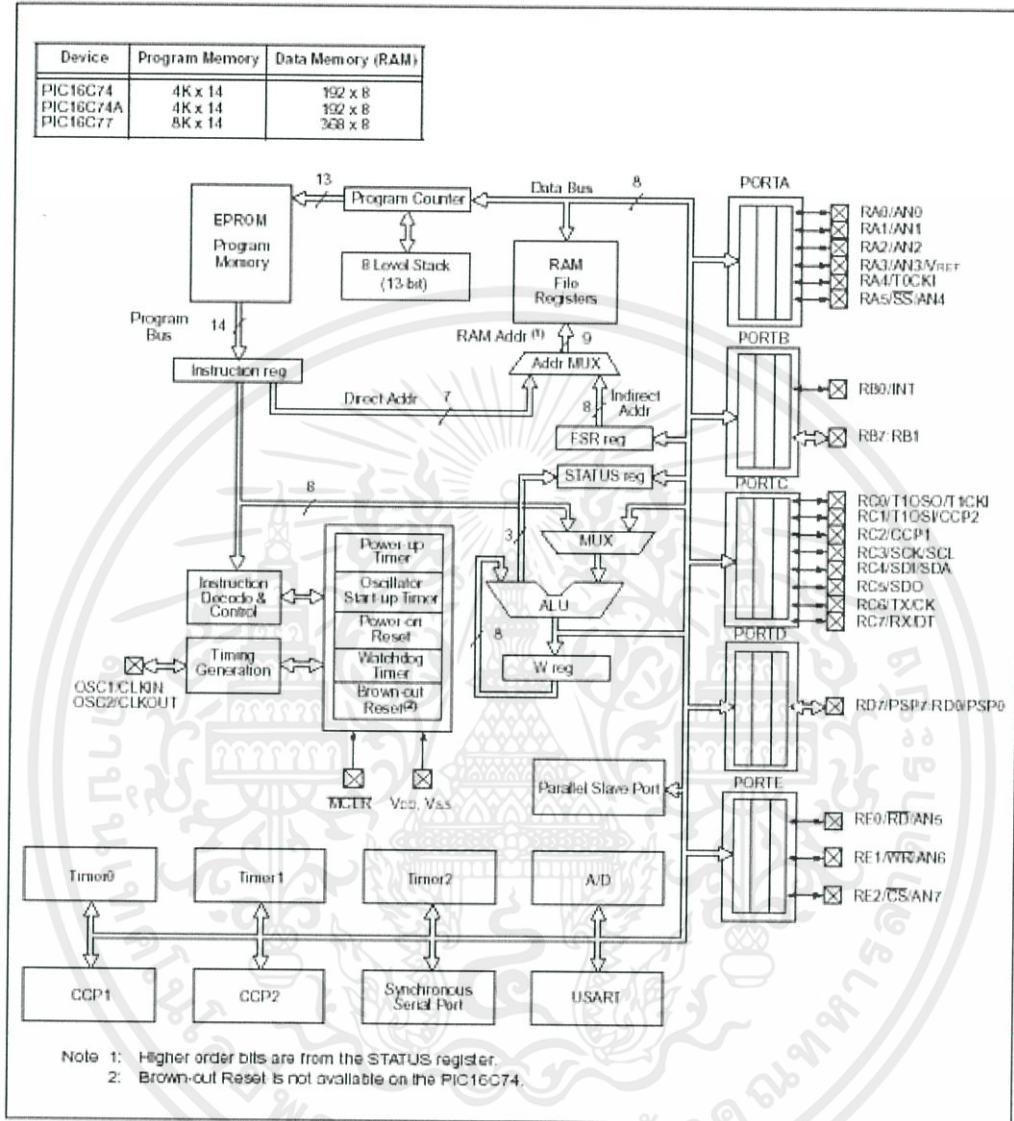 Device Program Memory Data Memory (RAM)
PIC16C74 4K x 14 192 x 8
PIC16C74A 4K x 14 192 x 8
PIC16C77 8K x 14 368 x 8
EPROM
Program
Memory
13
Program Counter
8 Level Stack
(13-bit)
Data Bus
8
RAM
File
Registers
Program
Bus
14
Instruction reg
RAM Addr (1)
9
Addr MUX
Direct Addr
7
8
Indirect
Addr
FSR reg
STATUS reg
8
3
MUX
ALU
8
W reg
Instruction
Decode &
Control
Timing
Generation
OSC1/CLKIN
OSC2/CLKOUT
Power-up
Timer
Oscillator
Start-up Timer
Power-on
Reset
Watchdog
Timer
Brown-out
Reset(2)
MCLR
VDD, VSS
Parallel Slave Port
PORTA
RA0/AN0
RA1/AN1
RA2/AN2
RA3/AN3/VREF
RA4/T0CKI
RA5/SS/AN4
PORTB
RB0/INT
RB7:RB1
PORTC
RC0/T1OSO/T1CKI
RC1/T1OSI/CCP2
RC2/CCP1
RC3/SCK/SCL
RC4/SDI/SDA
RC5/SDO
RC6/TX/CK
RC7/RX/DT
PORTD
RD7/PSP7:RD0/PSP0
PORTE
RE0/RD/AN5
RE1/WR/AN6
RE2/CS/AN7
Timer0
Timer1
Timer2
A/D
CCP1
CCP2
Synchronous
Serial Port
USART
Note 1: Higher order bits are from the STATUS register.
2: Brown-out Reset is not available on the PIC16C74.